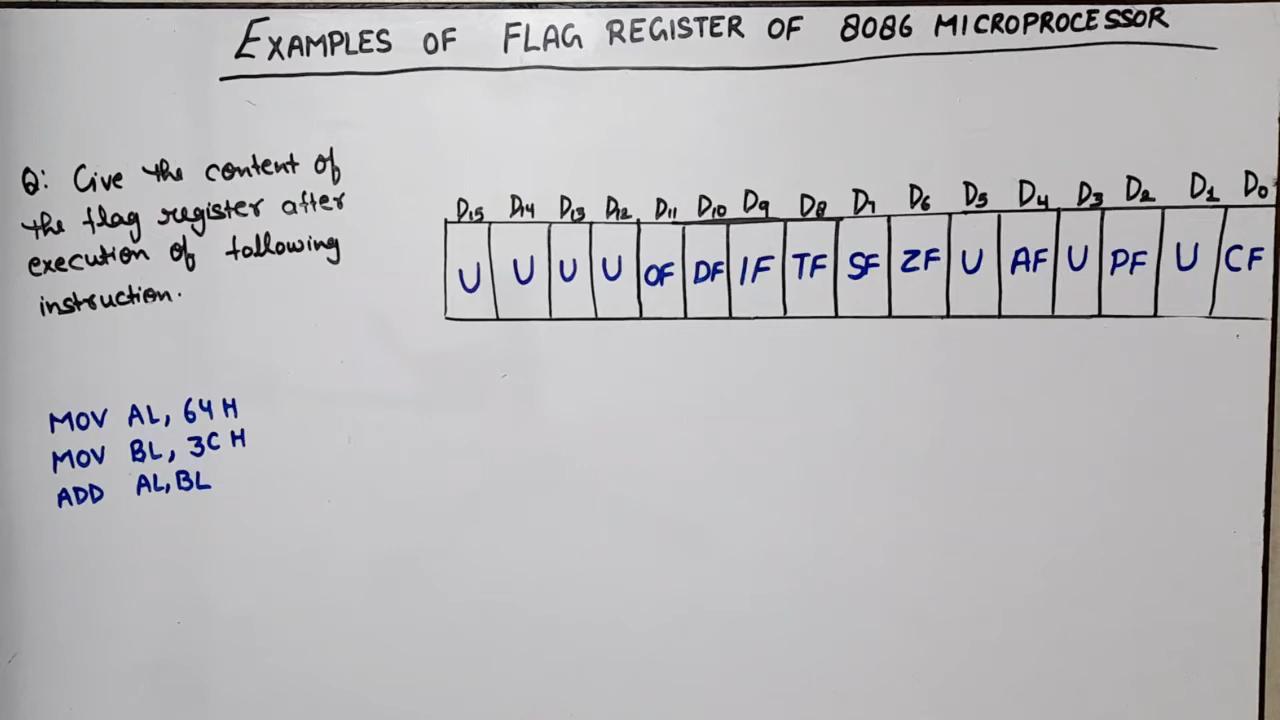 EXAMPLES OF FLAG REGISTER OF 8086 MICROPROCESSOR
Q: Give the content of
the flag register after
execution of following
instruction.
D15 D14 D13 D12 D11 D10 D9 D8 D7 D6 D5 D4 D3 D2 D1 D0
U U U U OF DF IF TF SF ZF U AF U PF U CF
MOV AL, 64 H
MOV BL, 3C H
ADD AL, BL